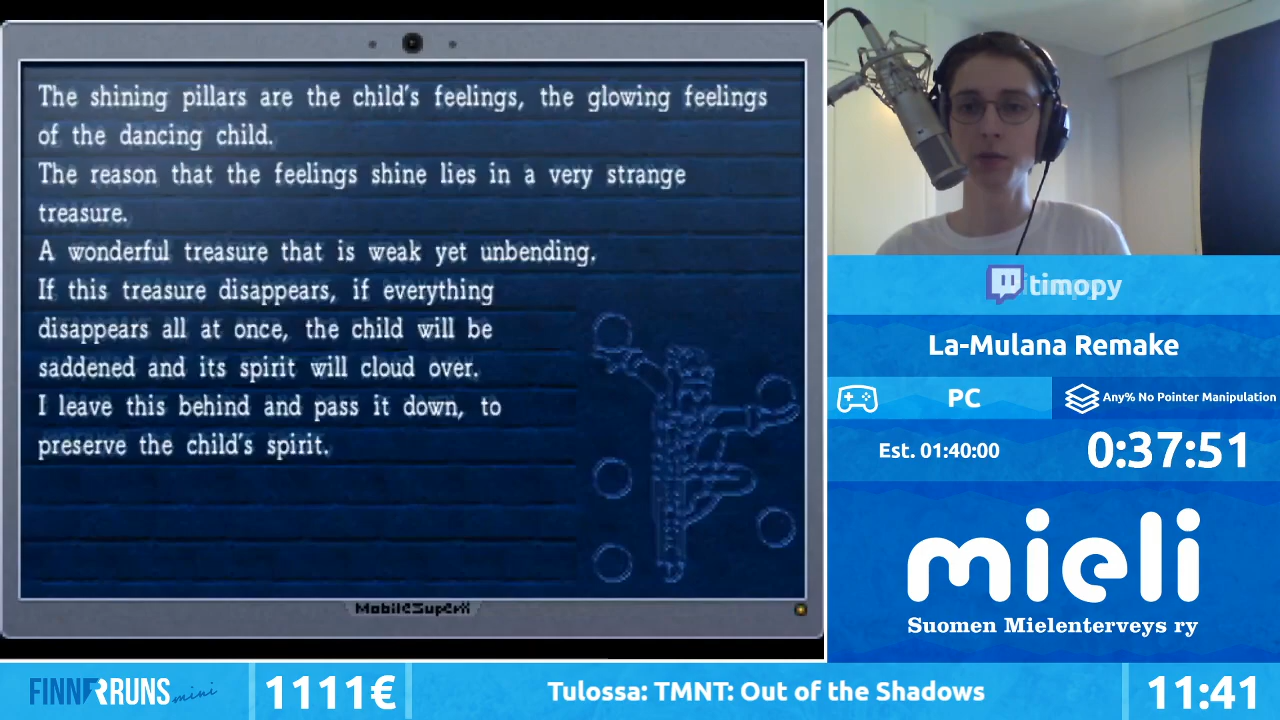 The shining pillars are the child's feelings, the glowing feelings
of the dancing child.
The reason that the feelings shine lies in a very strange
treasure.
A wonderful treasure that is weak yet unbending.
If this treasure disappears, if everything
disappears all at once, the child will be
saddened and its spirit will cloud over.
I leave this behind and pass it down, to
preserve the child's spirit.
MobileSuperX
timopy
La-Mulana Remake
PC
Any% No Pointer Manipulation
Est. 01:40:00
0:37:51
mieli
Suomen Mielenterveys ry
FINNRUNS mini
1111€
Tulossa: TMNT: Out of the Shadows
11:41